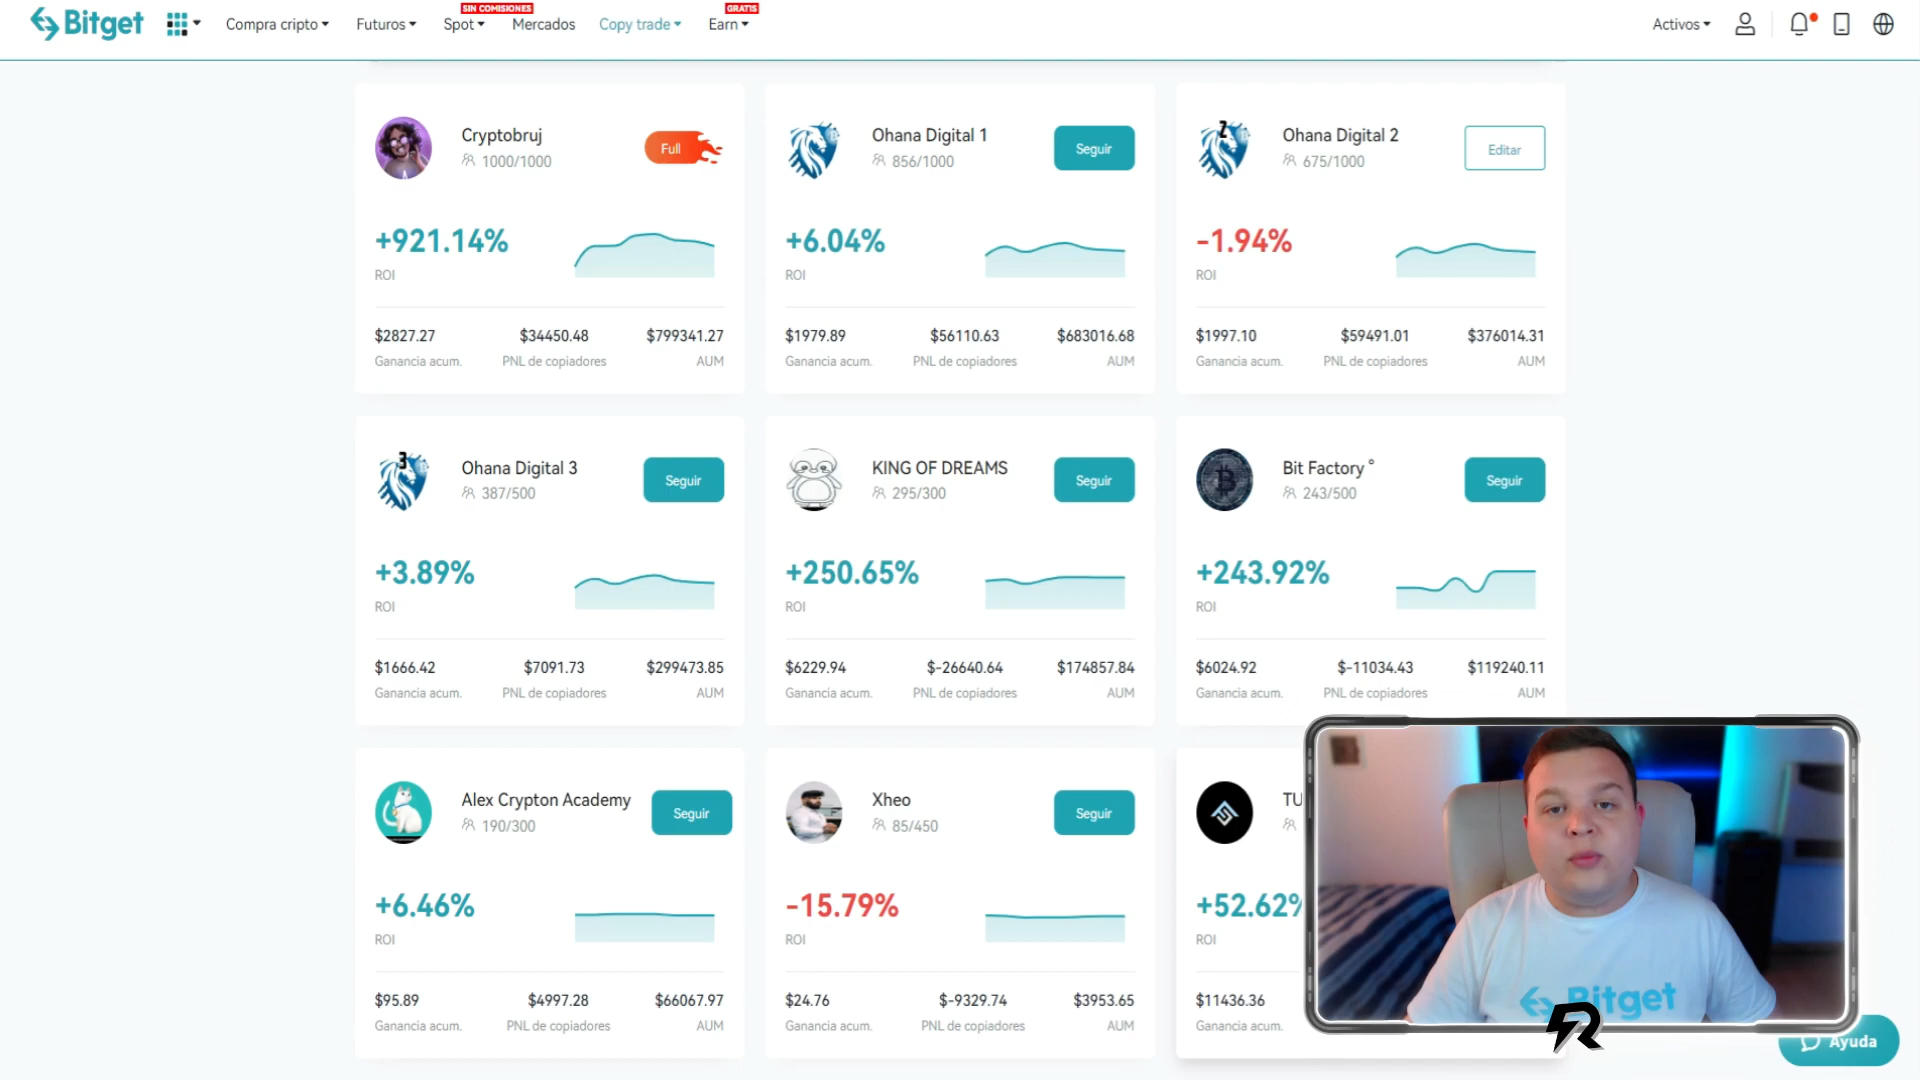 Bitget
Compra cripto
Futuros
SIN COMISIONES
Spot
Mercados
Copy trade
GRATIS
Earn
Activos
Cryptobruj
1000/1000
Full
+921.14%
ROI
$2827.27 $34450.48 $799341.27
Ganancia acum. PNL de copiadores AUM
Ohana Digital 1
856/1000
Seguir
+6.04%
ROI
$1979.89 $56110.63 $683016.68
Ganancia acum. PNL de copiadores AUM
2
Ohana Digital 2
675/1000
Editar
-1.94%
ROI
$1997.10 $59491.01 $376014.31
Ganancia acum. PNL de copiadores AUM
3
Ohana Digital 3
387/500
Seguir
+3.89%
ROI
$1666.42 $7091.73 $299473.85
Ganancia acum. PNL de copiadores AUM
KING OF DREAMS
295/300
Seguir
+250.65%
ROI
$6229.94 $-26640.64 $174857.84
Ganancia acum. PNL de copiadores AUM
Bit Factory °
243/500
Seguir
+243.92%
ROI
$6024.92 $-11034.43 $119240.11
Ganancia acum. PNL de copiadores AUM
Alex Crypton Academy
190/300
Seguir
+6.46%
ROI
$95.89 $4997.28 $66067.97
Ganancia acum. PNL de copiadores AUM
Xheo
85/450
Seguir
-15.79%
ROI
$24.76 $-9329.74 $3953.65
Ganancia acum. PNL de copiadores AUM
TU
+52.62%
ROI
$11436.36
Ganancia acum.
Bitget
R
Ayuda